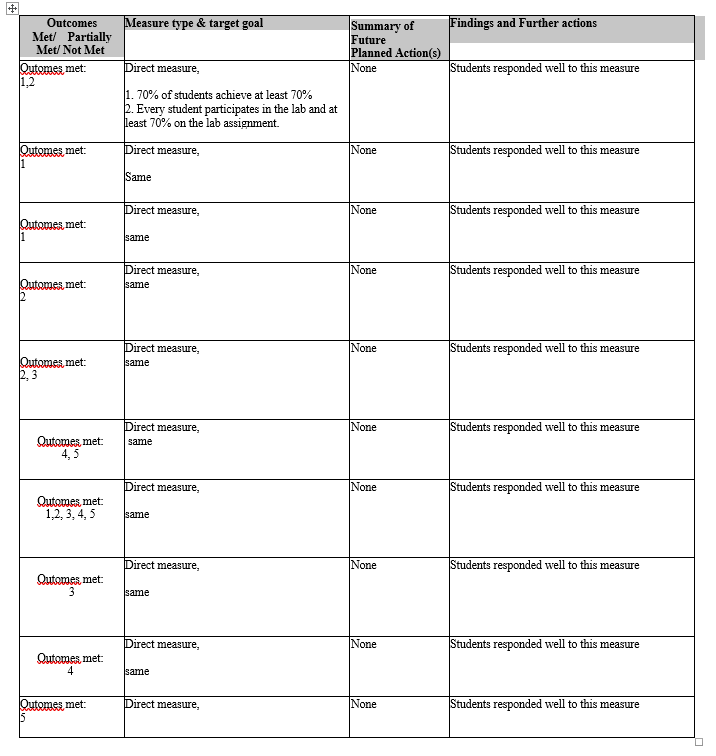 Outcomes
Met/ Partially
Met/ Not Met
Measure type & target goal
Summary of
Future
Planned Action(s)
Findings and Further actions
Outomes met:
1,2
Direct measure,
1. 70% of students achieve at least 70%
2. Every student participates in the lab and at
least 70% on the lab assignment.
None
Students responded well to this measure
Outomes met:
1
Direct measure,
Same
None
Students responded well to this measure
Outomes met:
1
Direct measure,
same
None
Students responded well to this measure
Outomes met:
2
Direct measure,
same
None
Students responded well to this measure
Outomes met:
2, 3
Direct measure,
same
None
Students responded well to this measure
Outomes met:
4, 5
Direct measure,
same
None
Students responded well to this measure
Outomes met:
1,2, 3, 4, 5
Direct measure,
same
None
Students responded well to this measure
Outomes met:
3
Direct measure,
same
None
Students responded well to this measure
Outomes met:
4
Direct measure,
same
None
Students responded well to this measure
Outomes met:
5
Direct measure,
None
Students responded well to this measure